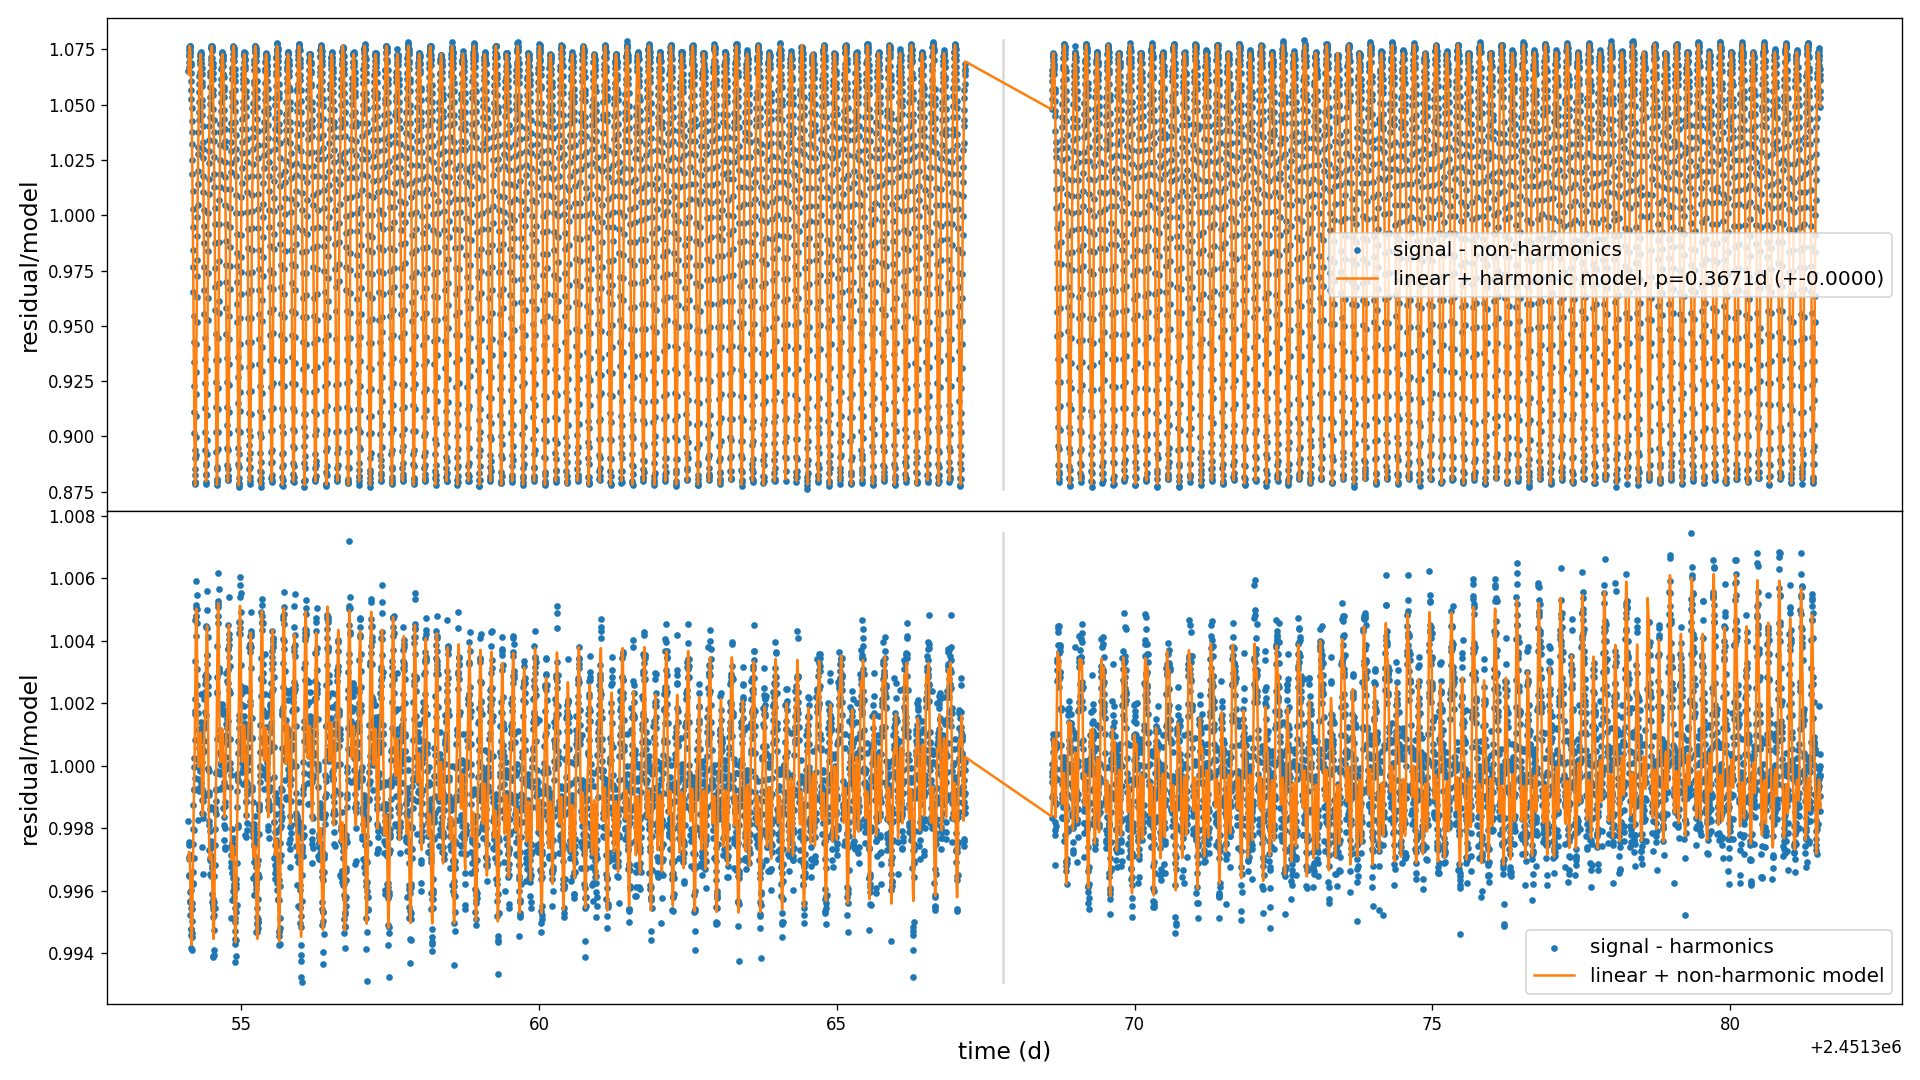 1.075
1.050
1.025
1.000
0.975
0.950
0.925
0.900
0.875
residual/model
signal - non-harmonics
linear + harmonic model, p=0.3671d (+-0.0000)
1.008
1.006
1.004
1.002
1.000
0.998
0.996
0.994
residual/model
signal - harmonics
linear + non-harmonic model
55
60
65
70
75
80
time (d)
+2.4513e6